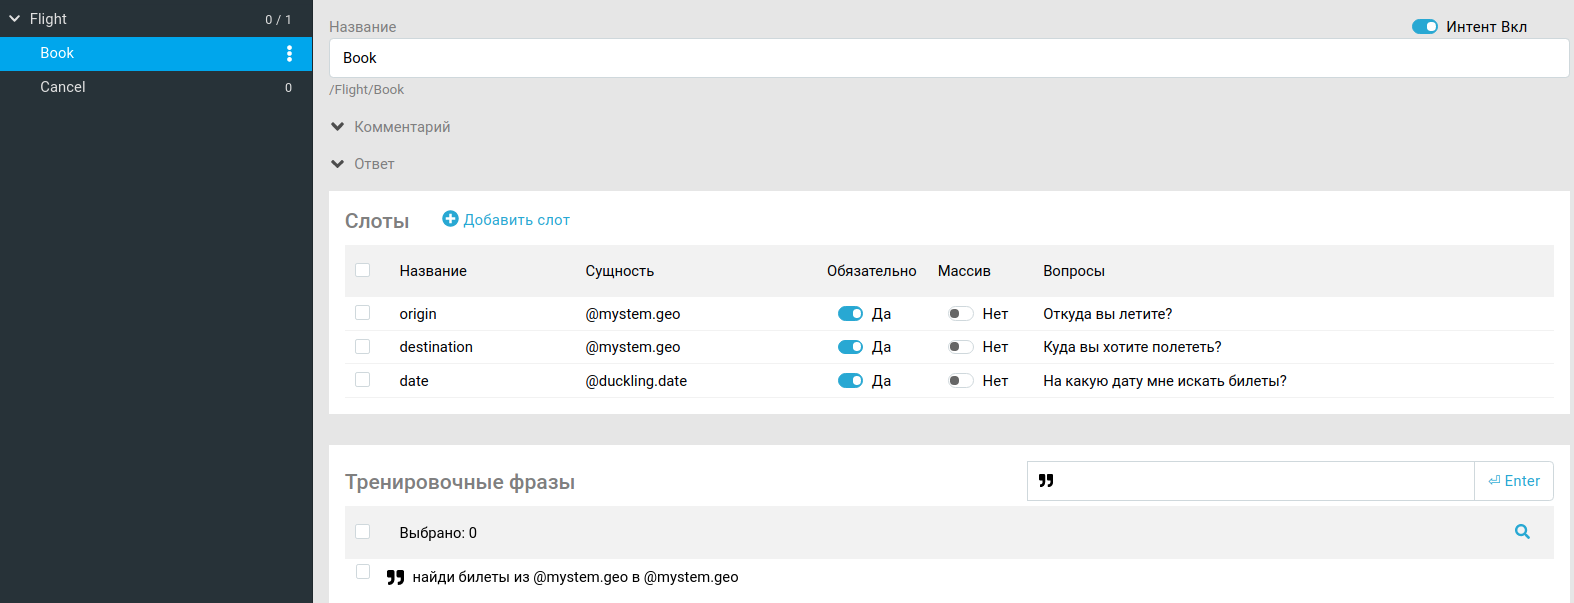 Flight 0 / 1
Book
Cancel 0
Название
Интент Вкл
Book
/Flight/Book
Комментарий
Ответ
Слоты Добавить слот
Название Сущность Обязательно Массив Вопросы
origin @mystem.geo Да Нет Откуда вы летите?
destination @mystem.geo Да Нет Куда вы хотите полететь?
date @duckling.date Да Нет На какую дату мне искать билеты?
Тренировочные фразы ⏎ Enter
Выбрано: 0
найди билеты из @mystem.geo в @mystem.geo